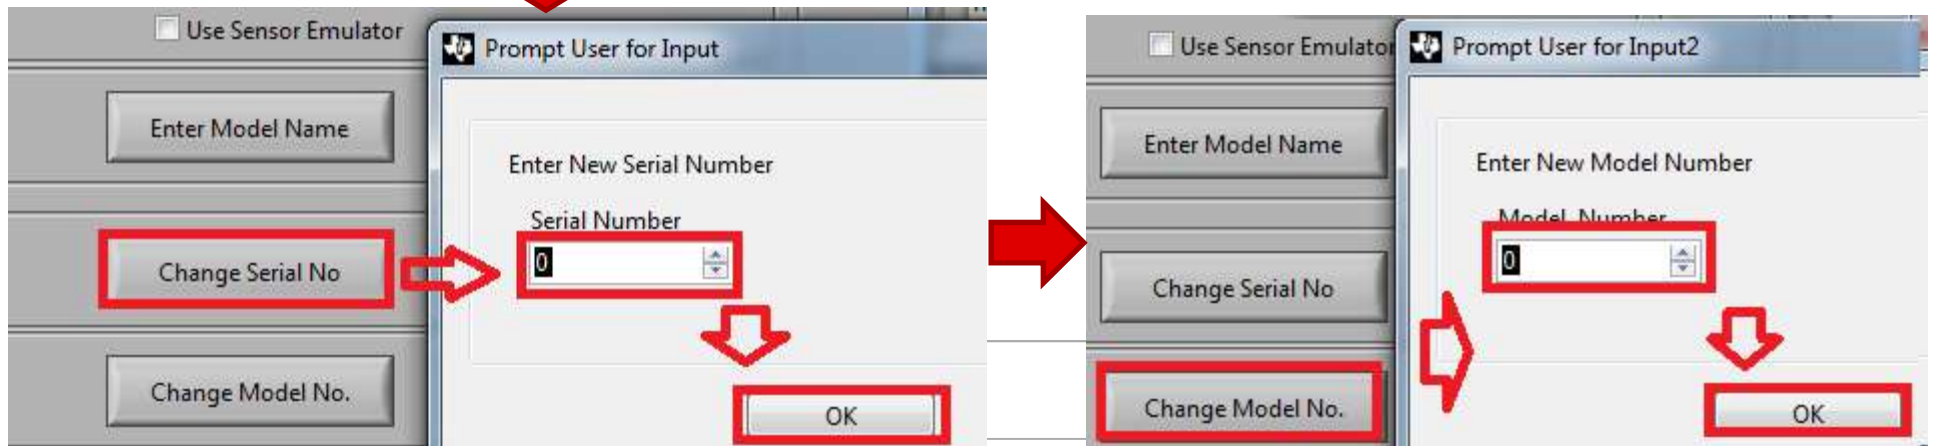 Use Sensor Emulator
Prompt User for Input
Enter Model Name
Enter New Serial Number
Serial Number
0
Change Serial No
Change Model No.
OK
Use Sensor Emulator
Prompt User for Input2
Enter Model Name
Enter New Model Number
Model Number
0
Change Serial No
Change Model No.
OK